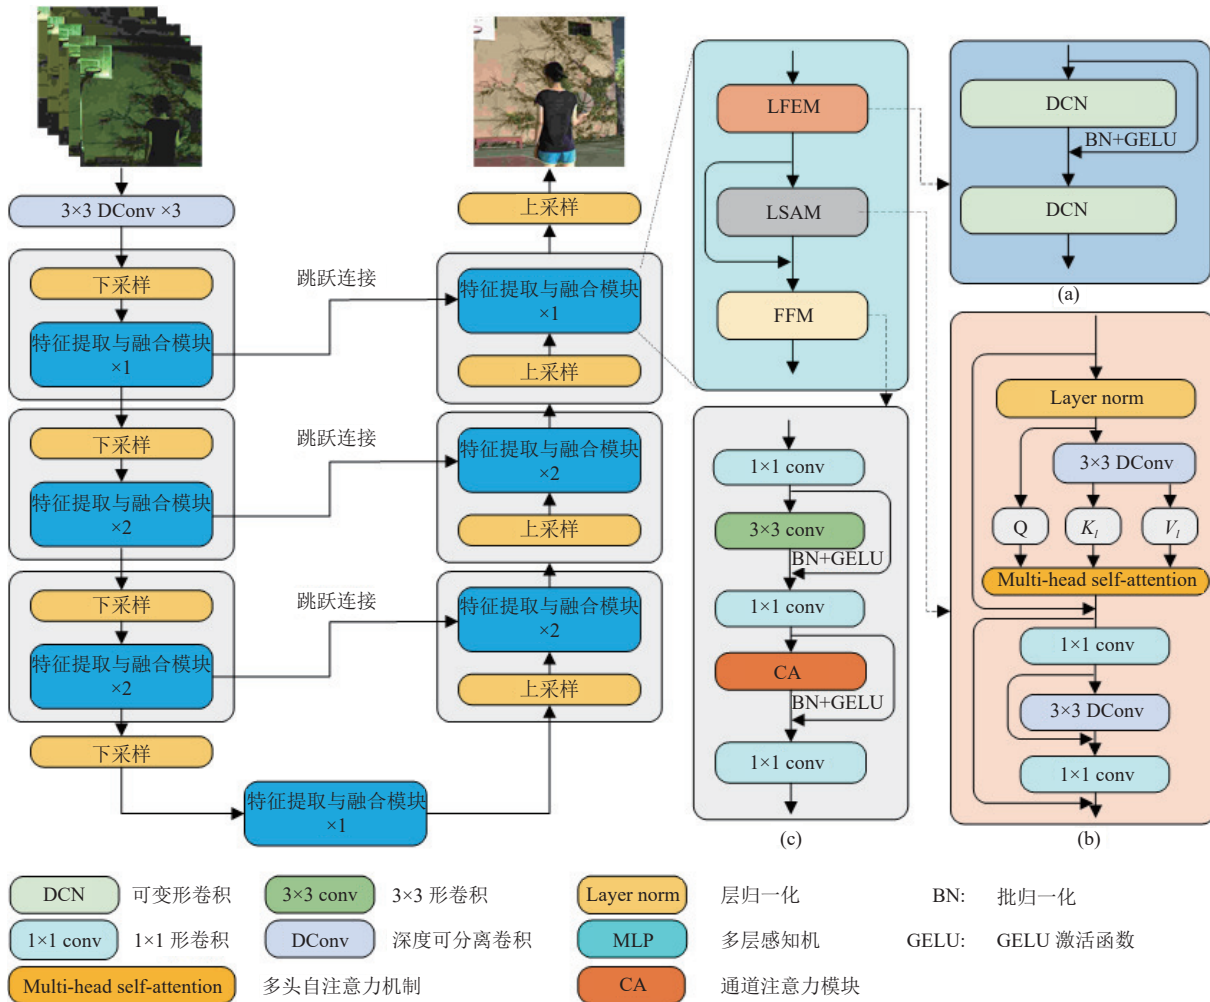 3×3 DConv ×3
下采样
特征提取与融合模块
×1
下采样
特征提取与融合模块
×2
下采样
特征提取与融合模块
×2
下采样
特征提取与融合模块
×1
跳跃连接
跳跃连接
跳跃连接
上采样
特征提取与融合模块
×1
上采样
特征提取与融合模块
×2
上采样
特征提取与融合模块
×2
上采样
LFEM
LSAM
FFM
DCN
BN+GELU
DCN
(a)
1×1 conv
3×3 conv
BN+GELU
1×1 conv
CA
BN+GELU
1×1 conv
(c)
Layer norm
3×3 DConv
Q
K_l
V_l
Multi-head self-attention
1×1 conv
3×3 DConv
1×1 conv
(b)
DCN 可变形卷积 3×3 conv 3×3 形卷积 Layer norm 层归一化 BN: 批归一化
1×1 conv 1×1 形卷积 DConv 深度可分离卷积 MLP 多层感知机 GELU: GELU 激活函数
Multi-head self-attention 多头自注意力机制 CA 通道注意力模块